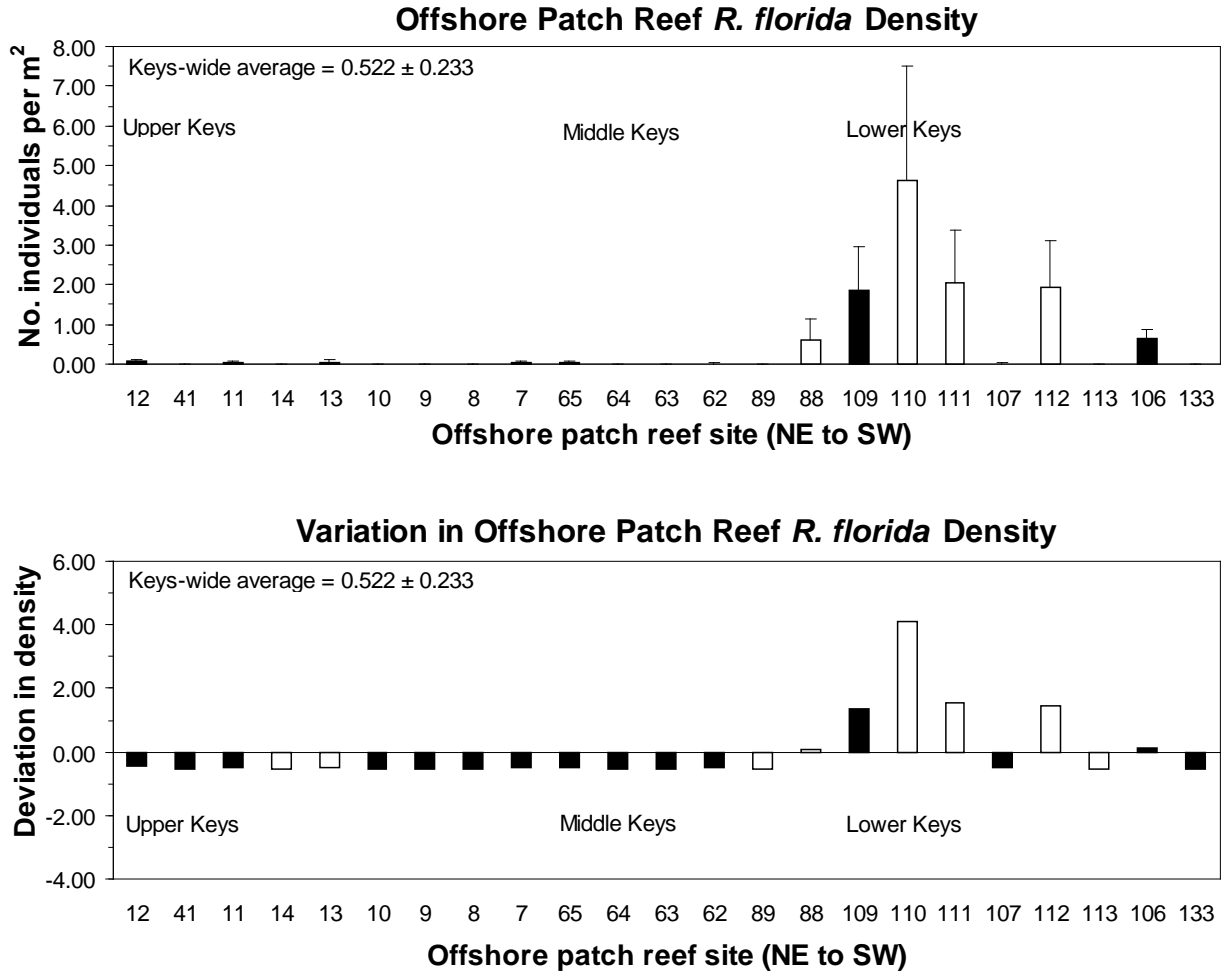 Offshore Patch Reef R. florida Density
No. individuals per m²
8.00
7.00
6.00
5.00
4.00
3.00
2.00
1.00
0.00
Keys-wide average = 0.522 ± 0.233
Upper Keys Middle Keys Lower Keys
12 41 11 14 13 10 9 8 7 65 64 63 62 89 88 109 110 111 107 112 113 106 133
Offshore patch reef site (NE to SW)
Variation in Offshore Patch Reef R. florida Density
Deviation in density
6.00
4.00
2.00
0.00
-2.00
-4.00
Keys-wide average = 0.522 ± 0.233
Upper Keys Middle Keys Lower Keys
12 41 11 14 13 10 9 8 7 65 64 63 62 89 88 109 110 111 107 112 113 106 133
Offshore patch reef site (NE to SW)